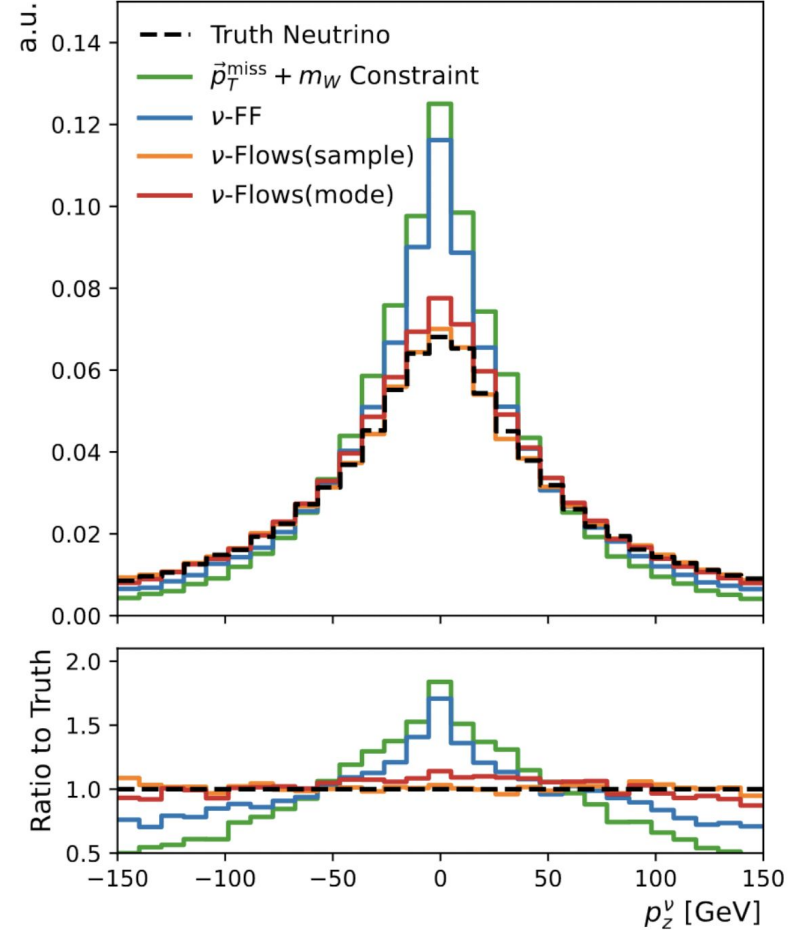 a.u.
0.14
0.12
0.10
0.08
0.06
0.04
0.02
0.00
Truth Neutrino
p⃗_T^miss + m_W Constraint
ν-FF
ν-Flows(sample)
ν-Flows(mode)
Ratio to Truth
2.0
1.5
1.0
0.5
−150 −100 −50 0 50 100 150
p_z^ν [GeV]